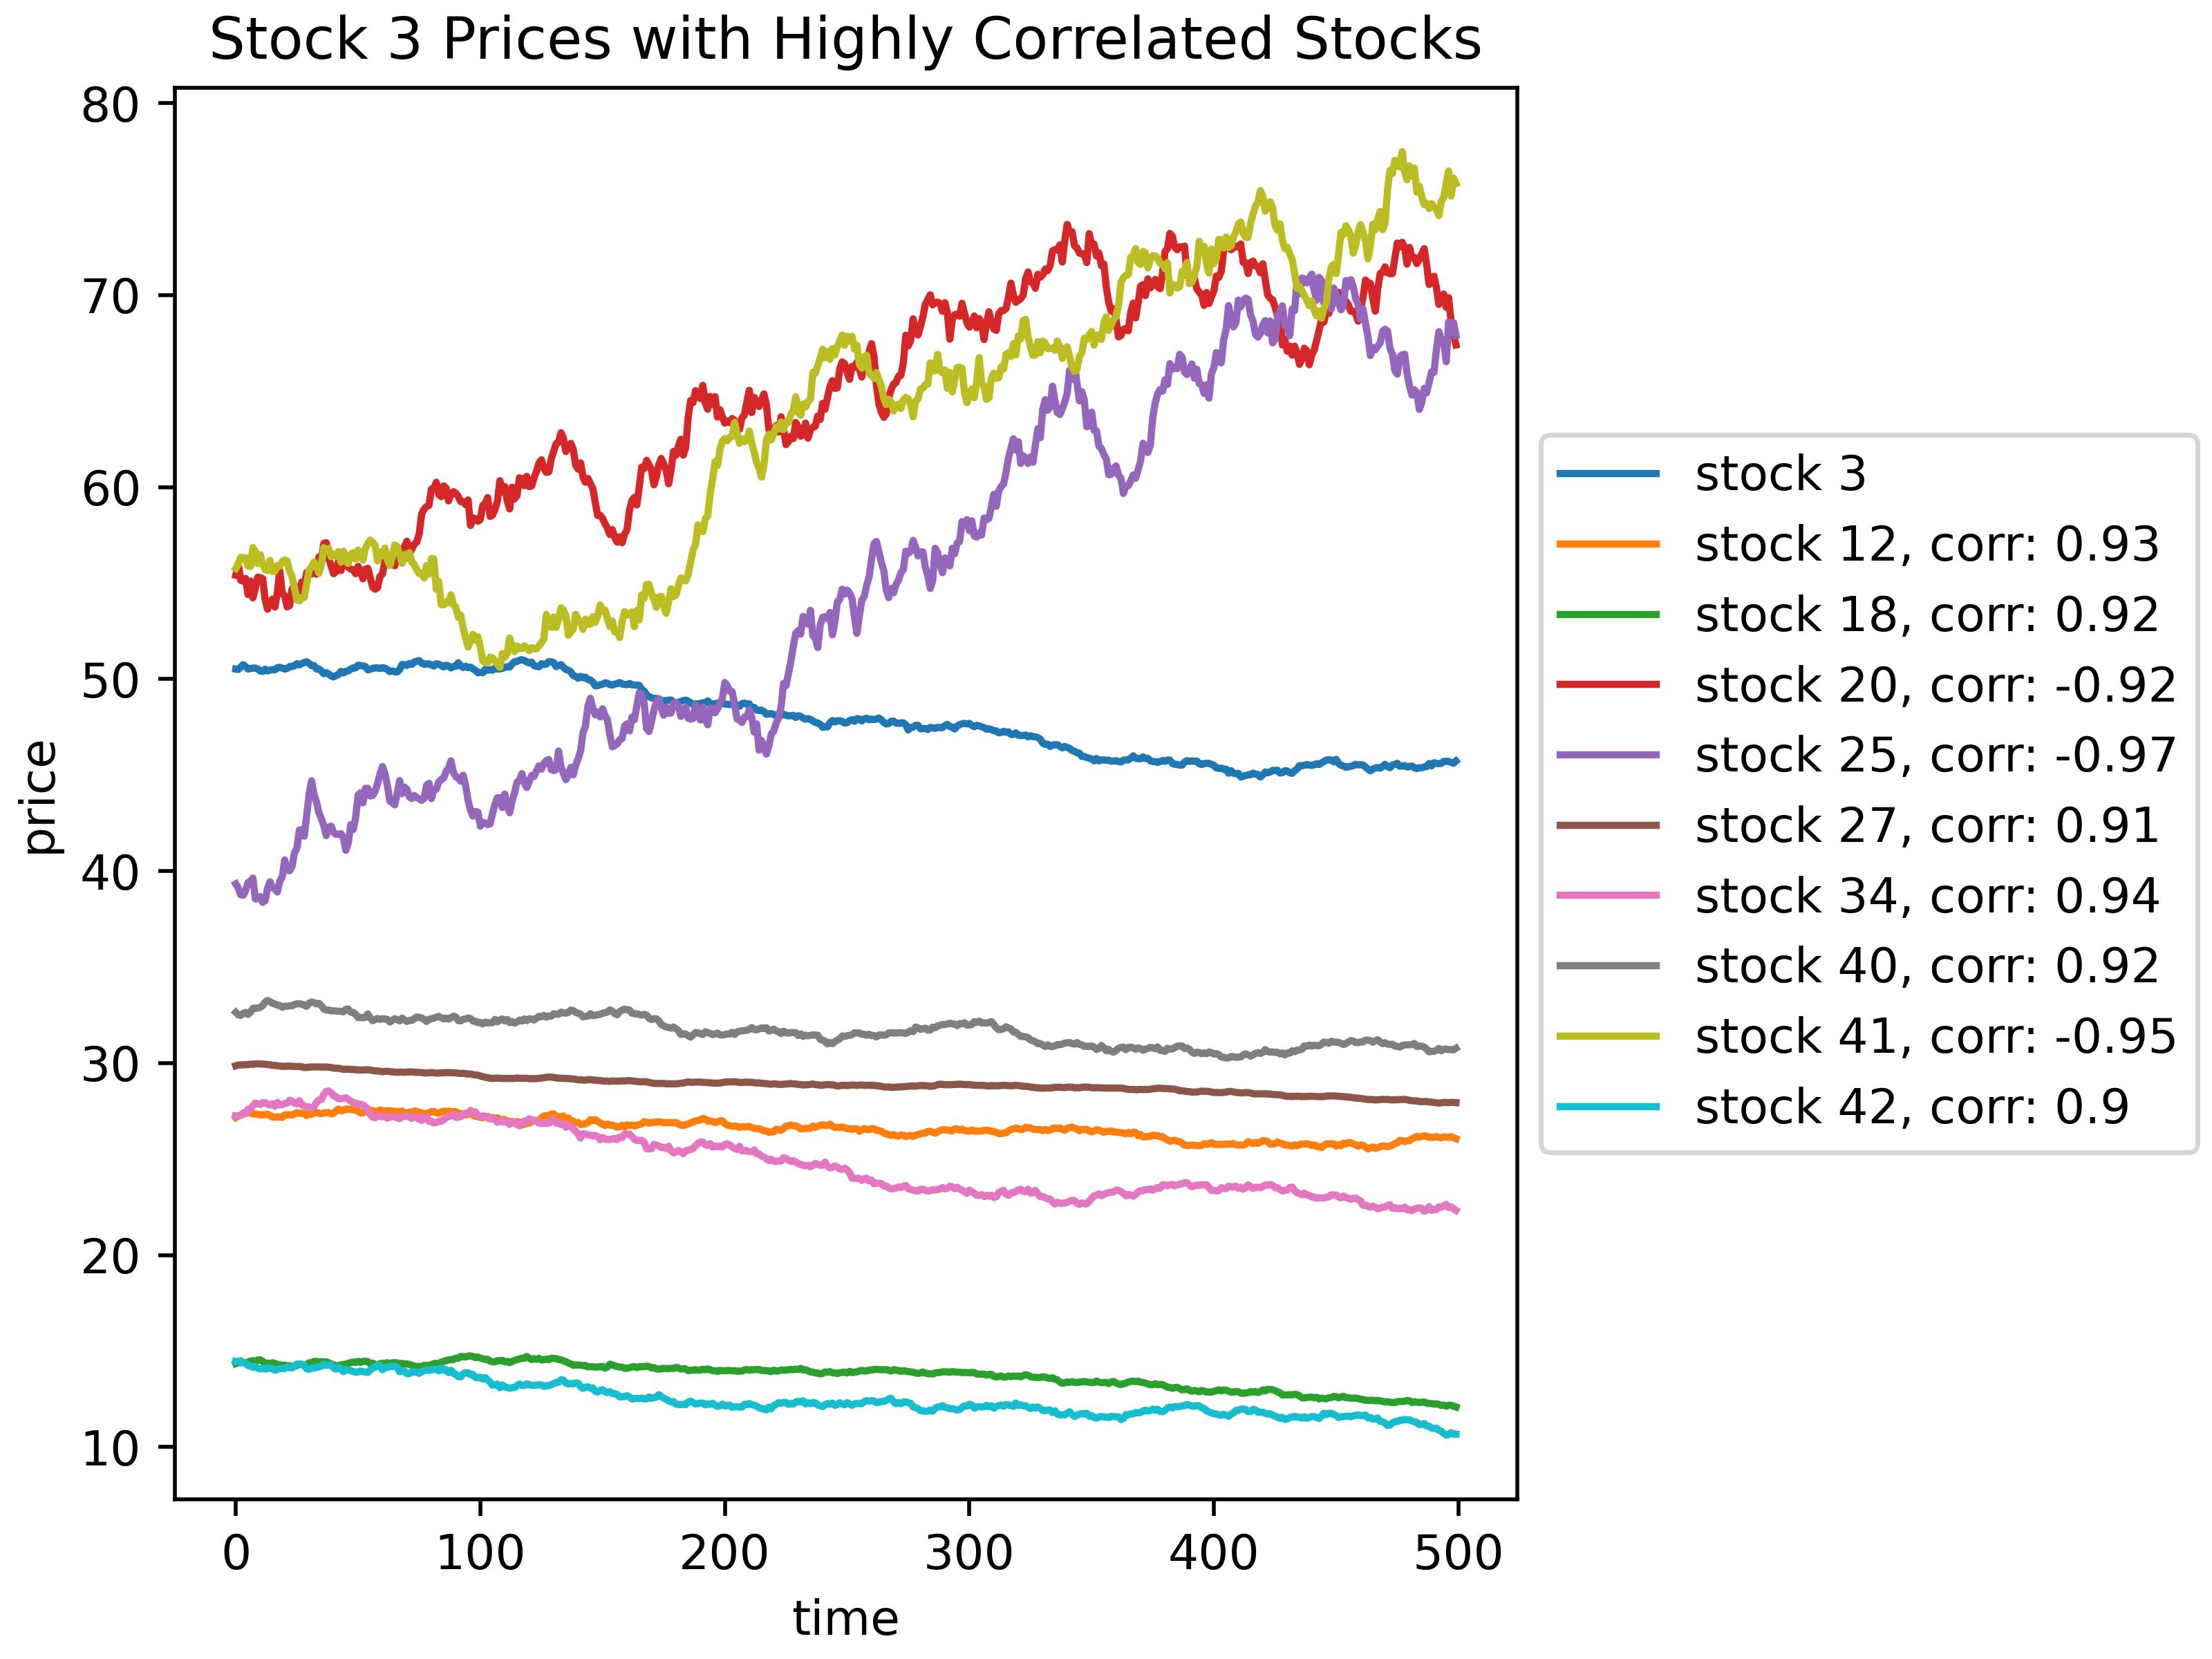 Stock 3 Prices with Highly Correlated Stocks
80
70
60
50
40
30
20
10
price
0 100 200 300 400 500
time
stock 3
stock 12, corr: 0.93
stock 18, corr: 0.92
stock 20, corr: -0.92
stock 25, corr: -0.97
stock 27, corr: 0.91
stock 34, corr: 0.94
stock 40, corr: 0.92
stock 41, corr: -0.95
stock 42, corr: 0.9